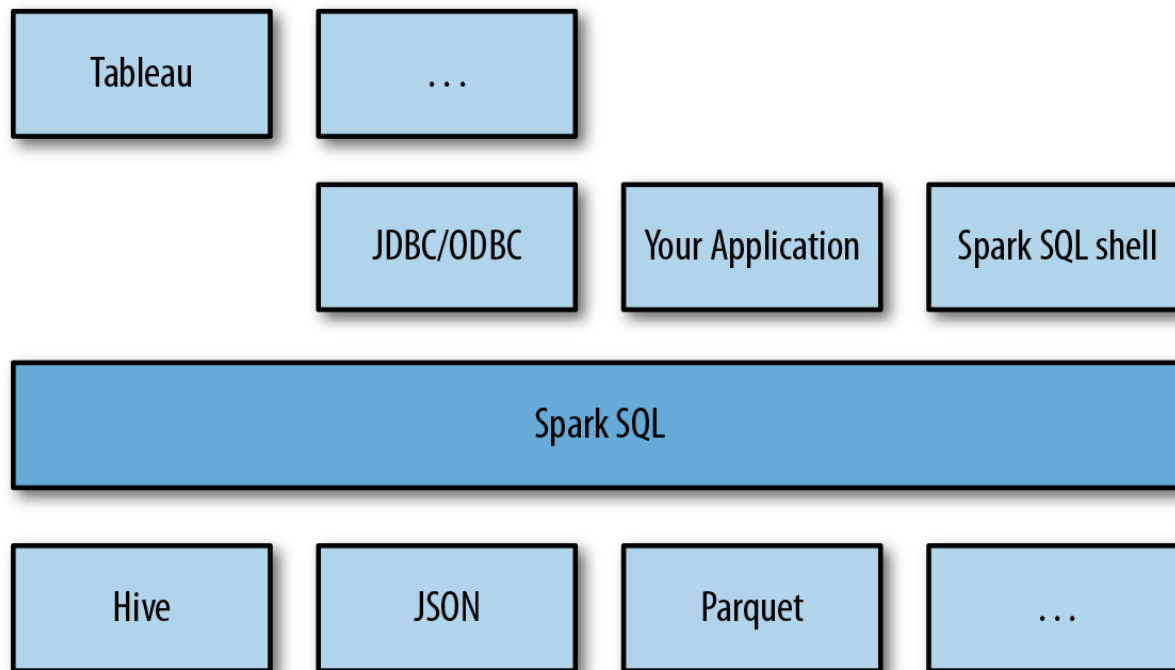 Tableau
. . .
JDBC/ODBC
Your Application
Spark SQL shell
Spark SQL
Hive
JSON
Parquet
. . .